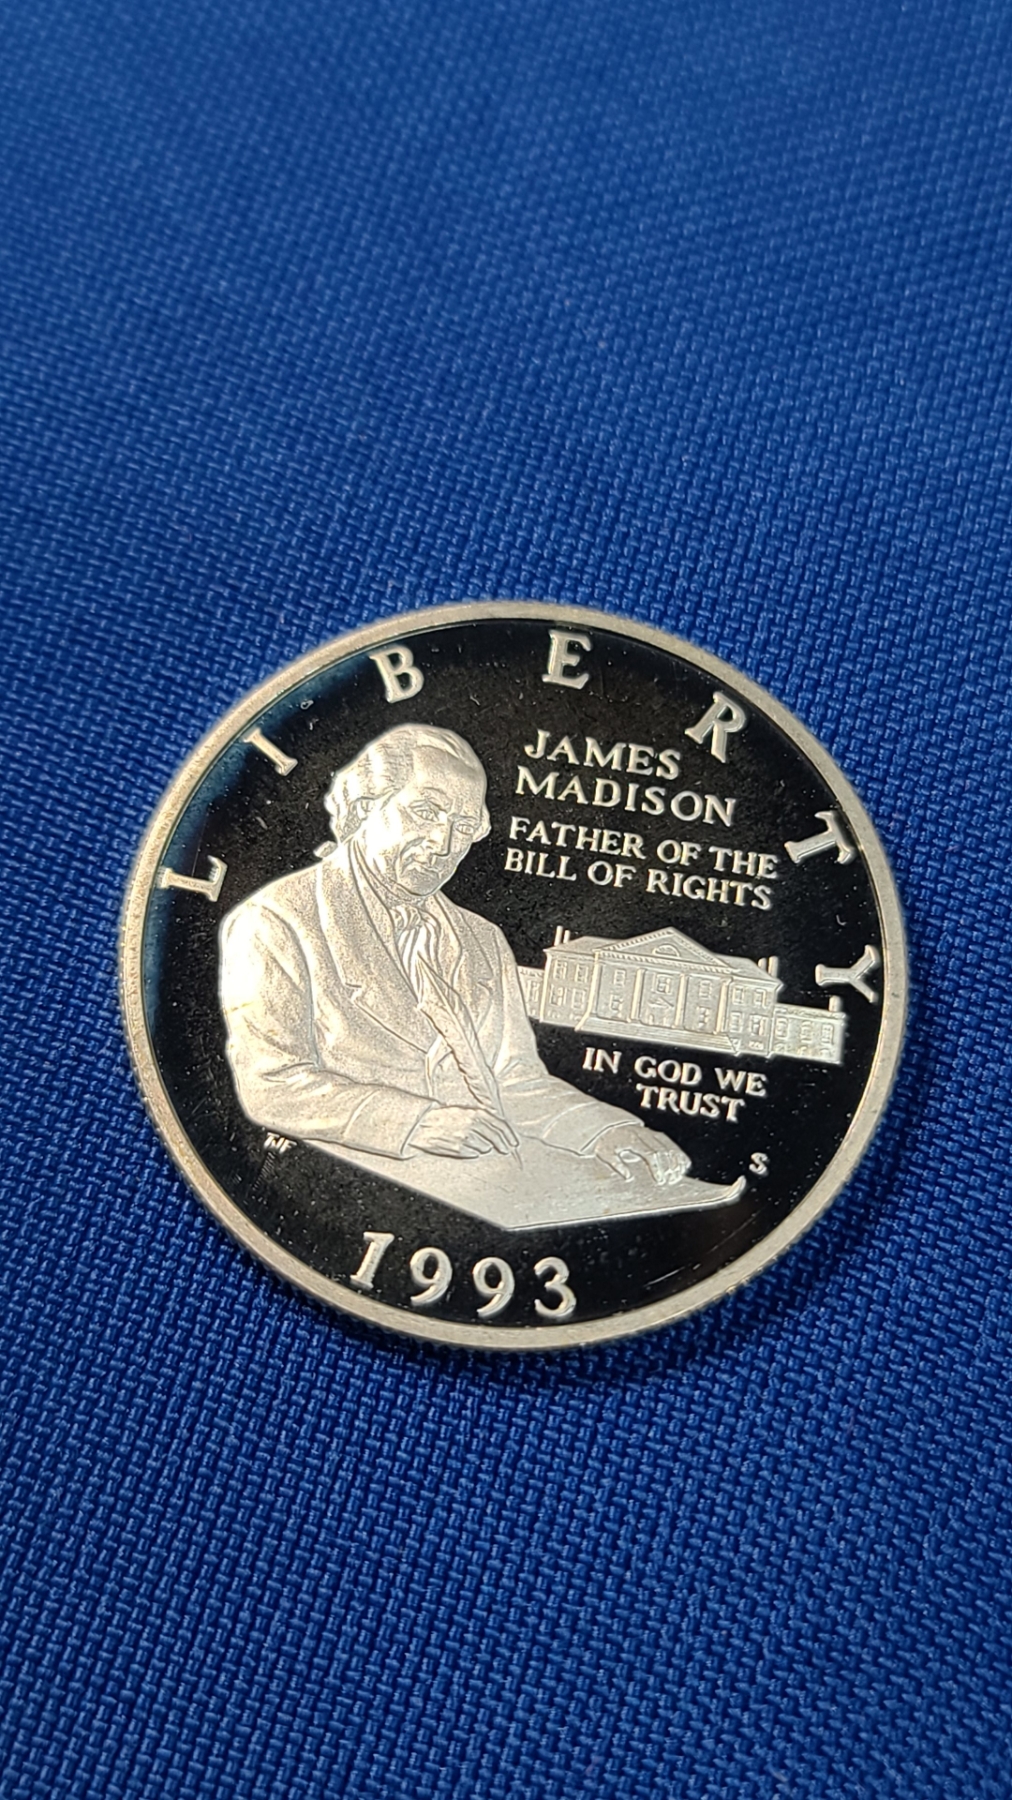 LIBERTY
JAMES
MADISON
FATHER OF THE
BILL OF RIGHTS
IN GOD WE
TRUST
S
1993